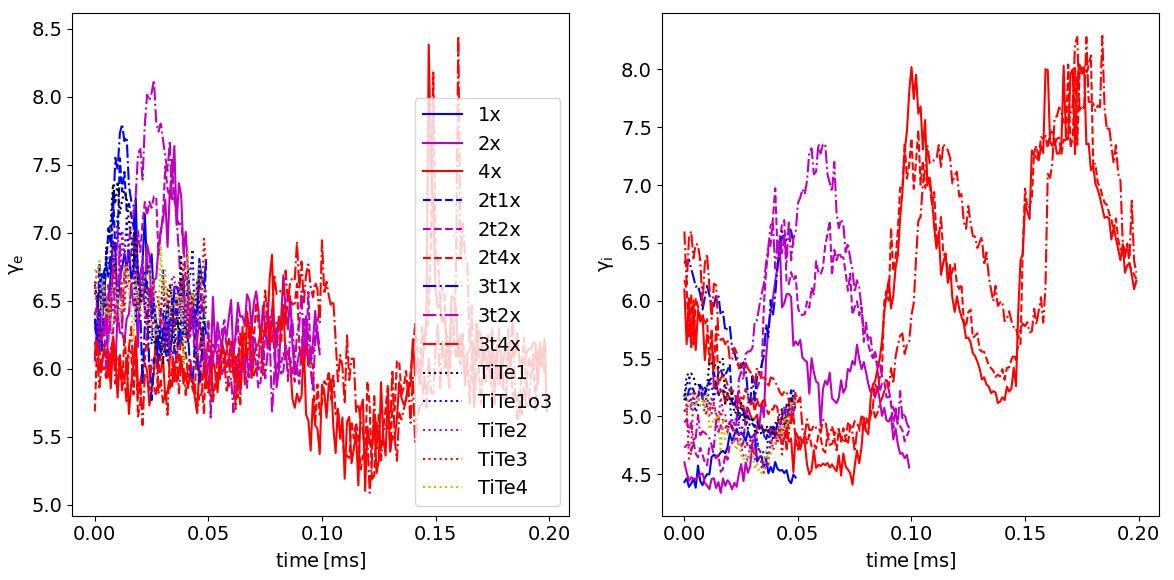 8.5
8.0
7.5
7.0
6.5
6.0
5.5
5.0
γe
0.00
0.05
0.10
0.15
0.20
time [ms]
1x
2x
4x
2t1x
2t2x
2t4x
3t1x
3t2x
3t4x
TiTe1
TiTe1o3
TiTe2
TiTe3
TiTe4
8.0
7.5
7.0
6.5
6.0
5.5
5.0
4.5
γi
0.00
0.05
0.10
0.15
0.20
time [ms]